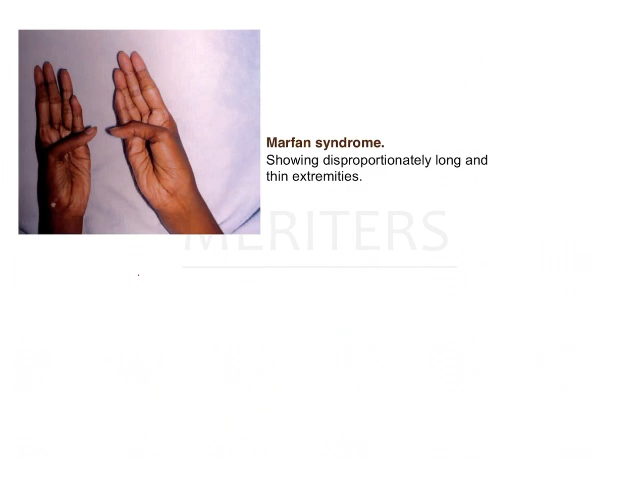 Marfan syndrome.
Showing disproportionately long and
thin extremities.
MERITERS